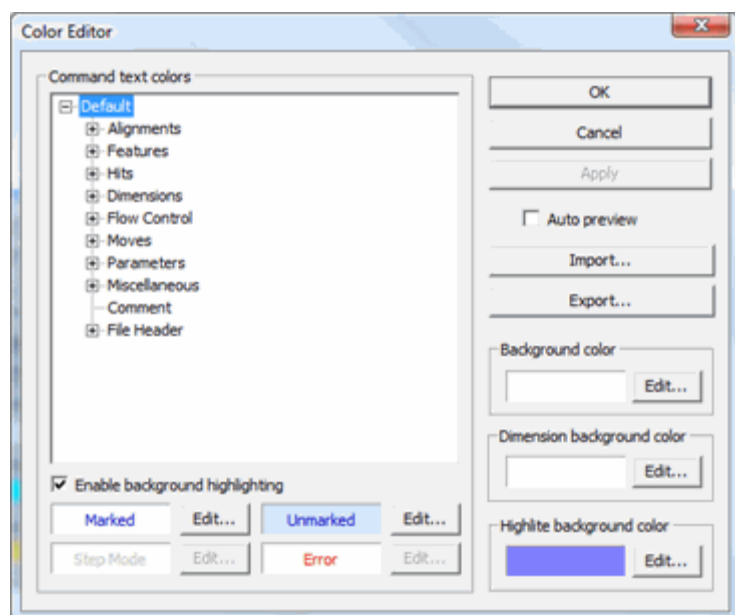 Color Editor
Command text colors
Default
Alignments
Features
Hits
Dimensions
Flow Control
Moves
Parameters
Miscellaneous
Comment
File Header
Enable background highlighting
Marked Edit... Unmarked Edit...
Step Mode Edit... Error Edit...
OK
Cancel
Apply
Auto preview
Import...
Export...
Background color
Edit...
Dimension background color
Edit...
Highlite background color
Edit...